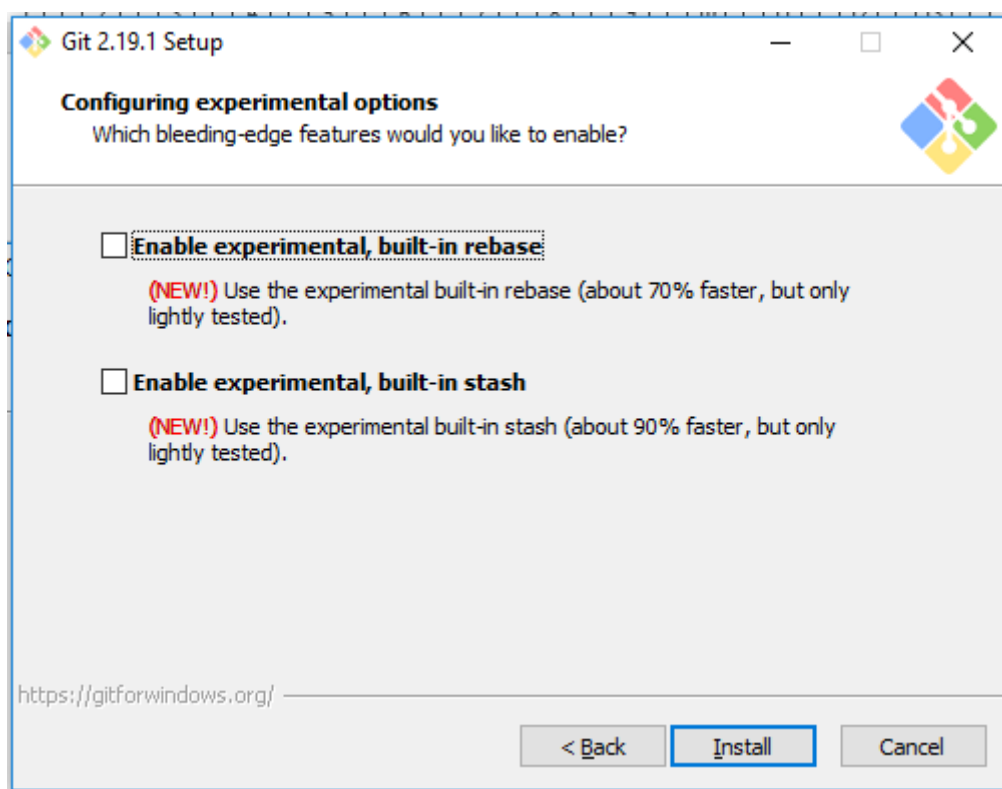 Git 2.19.1 Setup
Configuring experimental options
Which bleeding-edge features would you like to enable?
Enable experimental, built-in rebase
(NEW!) Use the experimental built-in rebase (about 70% faster, but only
lightly tested).
Enable experimental, built-in stash
(NEW!) Use the experimental built-in stash (about 90% faster, but only
lightly tested).
https://gitforwindows.org/
< Back
Install
Cancel